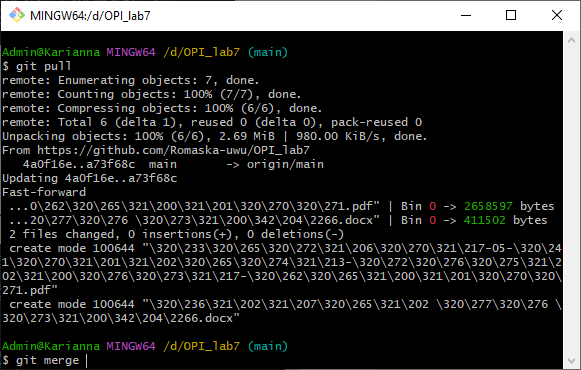 MINGW64:/d/OPI_lab7
Admin@Karianna MINGW64 /d/OPI_lab7 (main)
$ git pull
remote: Enumerating objects: 7, done.
remote: Counting objects: 100% (7/7), done.
remote: Compressing objects: 100% (6/6), done.
remote: Total 6 (delta 1), reused 0 (delta 0), pack-reused 0
Unpacking objects: 100% (6/6), 2.69 MiB | 980.00 KiB/s, done.
From https://github.com/Romaska-uwu/OPI_lab7
   4a0f16e..a73f68c  main       -> origin/main
Updating 4a0f16e..a73f68c
Fast-forward
 ...0\262\320\265\321\200\321\201\320\270\320\271.pdf" | Bin 0 -> 2658597 bytes
 ...20\277\320\276 \320\273\321\200\342\204\2266.docx" | Bin 0 -> 411502 bytes
 2 files changed, 0 insertions(+), 0 deletions(-)
 create mode 100644 "\320\233\320\265\320\272\321\206\320\270\321\217-05-\320\24
1\320\270\321\201\321\202\320\265\320\274\321\213-\320\272\320\276\320\275\321\2
02\321\200\320\276\320\273\321\217-\320\262\320\265\321\200\321\201\320\270\320\
271.pdf"
 create mode 100644 "\320\236\321\202\321\207\320\265\321\202 \320\277\320\276 \
320\273\321\200\342\204\2266.docx"
Admin@Karianna MINGW64 /d/OPI_lab7 (main)
$ git merge